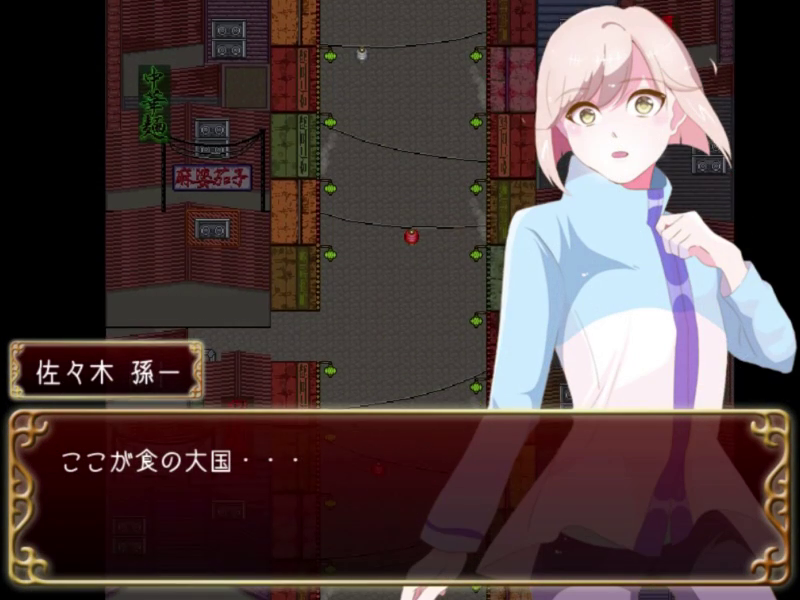 中華麺
麻婆茄子
佐々木 孫一
ここが食の大国・・・